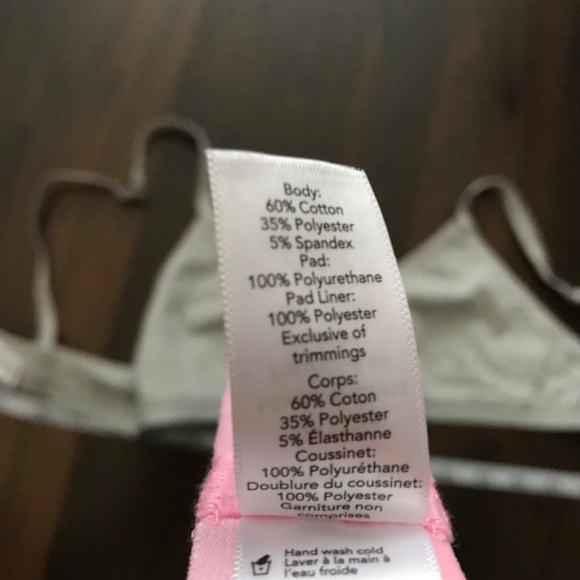 Body:
60% Cotton
35% Polyester
5% Spandex
Pad:
100% Polyurethane
Pad Liner:
100% Polyester
Exclusive of
trimmings
Corps:
60% Coton
35% Polyester
5% Élasthanne
Coussinet:
100% Polyuréthane
Doublure du coussinet:
100% Polyester
Garniture non
comprises
Hand wash cold
Laver à la main à
l'eau froide